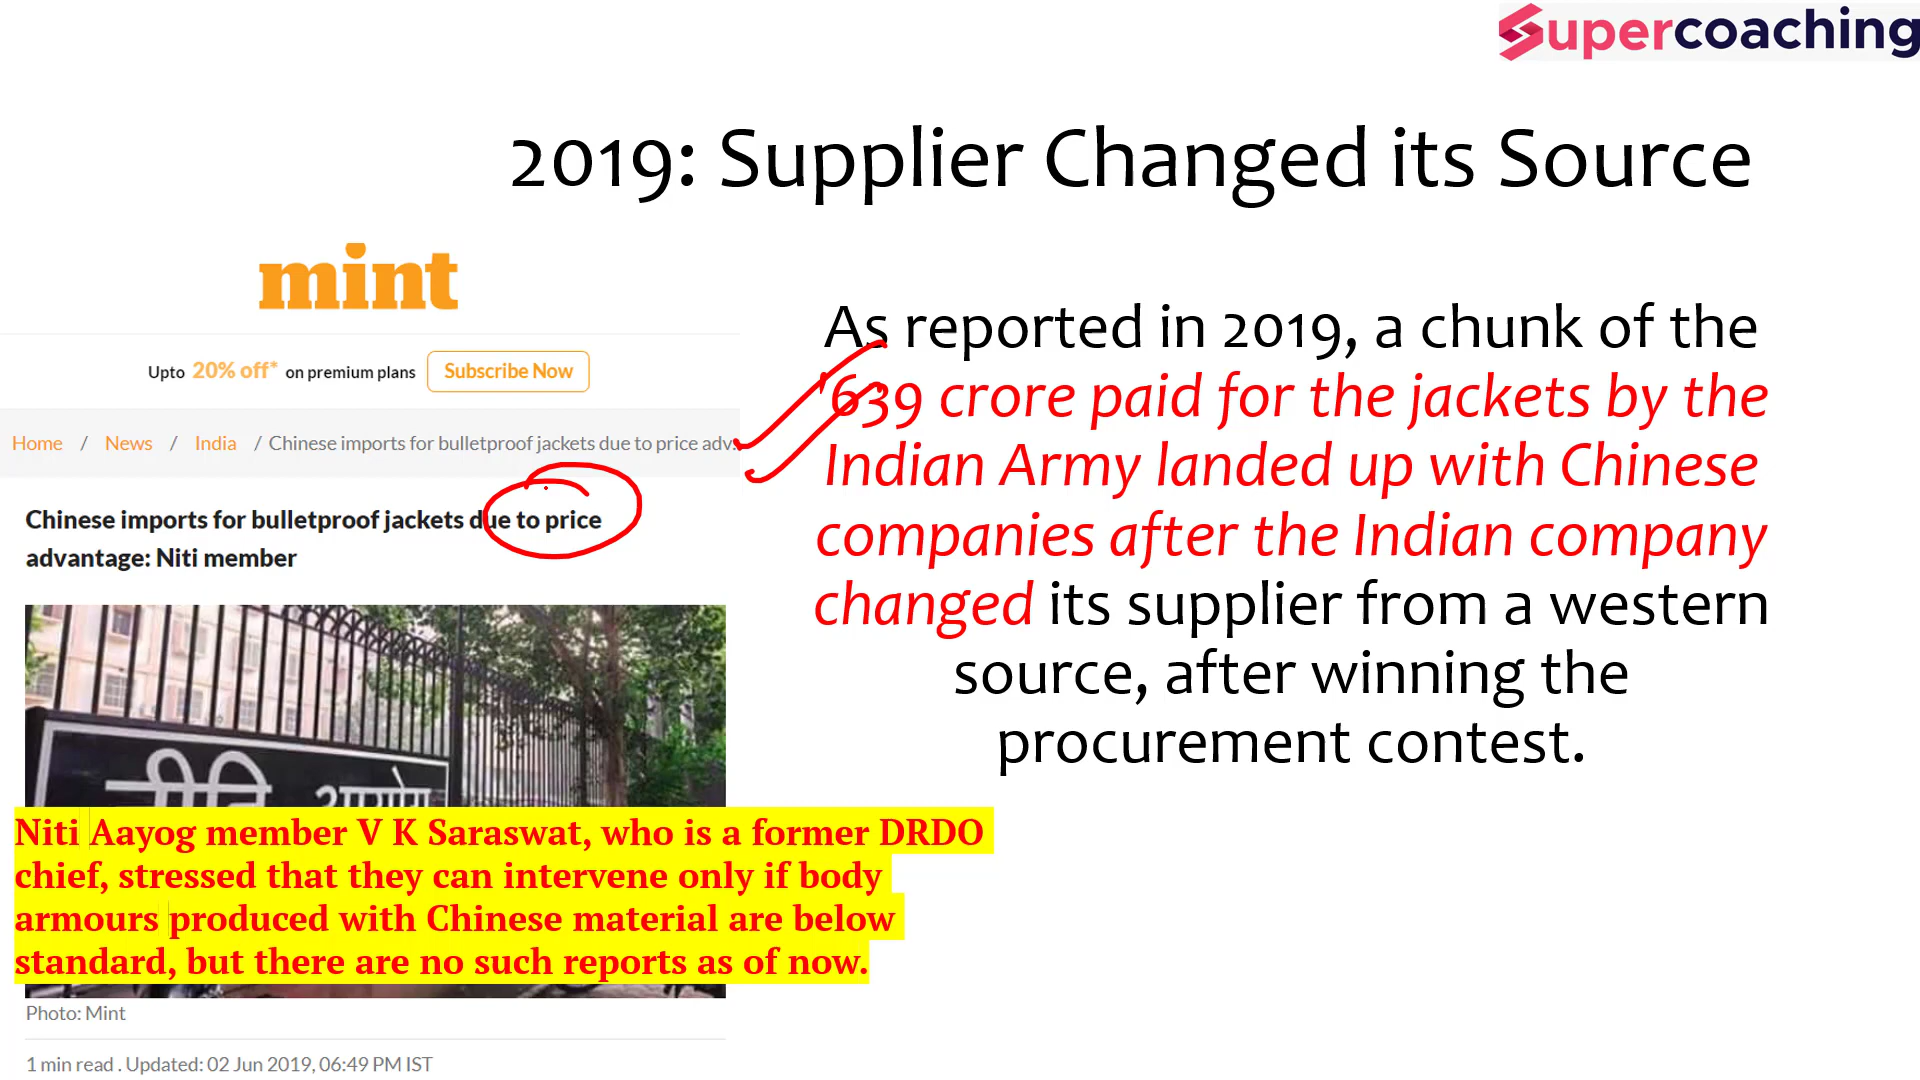 Supercoaching
2019: Supplier Changed its Source
mint
Upto 20% off* on premium plans Subscribe Now
Home / News / India / Chinese imports for bulletproof jackets due to price adv...
Chinese imports for bulletproof jackets due to price
advantage: Niti member
नीति आयोग
Niti Aayog member V K Saraswat, who is a former DRDO
chief, stressed that they can intervene only if body
armours produced with Chinese material are below
standard, but there are no such reports as of now.
Photo: Mint
1 min read . Updated: 02 Jun 2019, 06:49 PM IST
As reported in 2019, a chunk of the
'639 crore paid for the jackets by the
Indian Army landed up with Chinese
companies after the Indian company
changed its supplier from a western
source, after winning the
procurement contest.